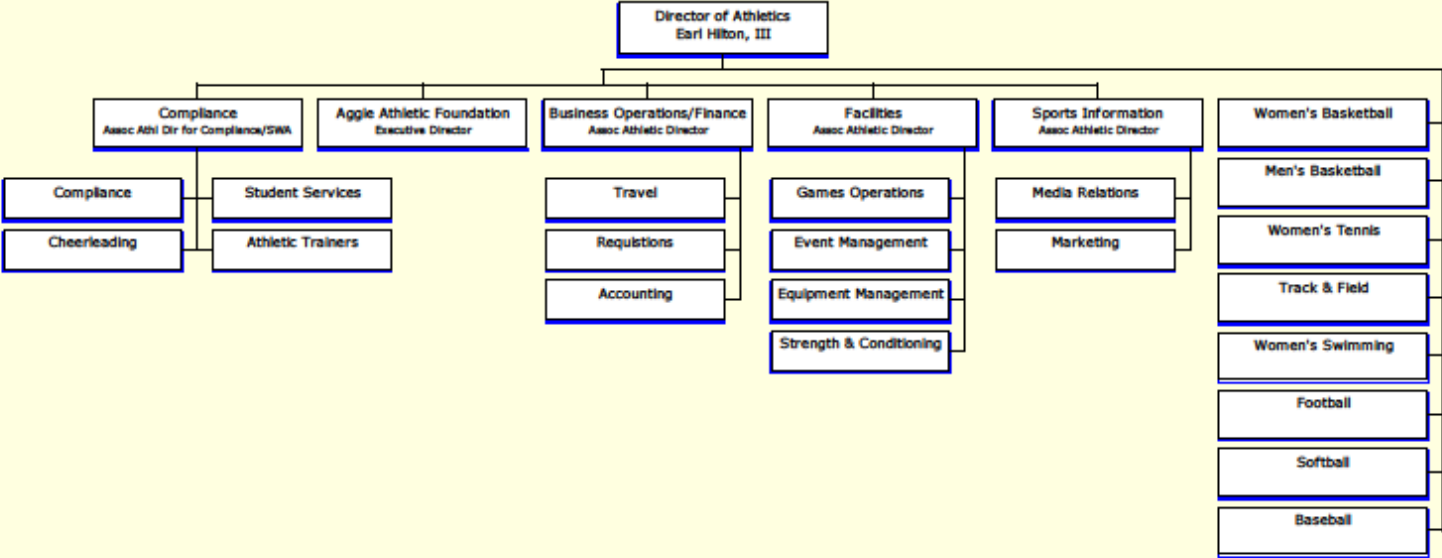 Director of Athletics
Earl Hilton, III
Compliance
Assoc Athl Dir for Compliance/SWA
Aggie Athletic Foundation
Executive Director
Business Operations/Finance
Assoc Athletic Director
Facilities
Assoc Athletic Director
Sports Information
Assoc Athletic Director
Compliance
Student Services
Cheerleading
Athletic Trainers
Travel
Requistions
Accounting
Games Operations
Event Management
Equipment Management
Strength & Conditioning
Media Relations
Marketing
Women's Basketball
Men's Basketball
Women's Tennis
Track & Field
Women's Swimming
Football
Softball
Baseball